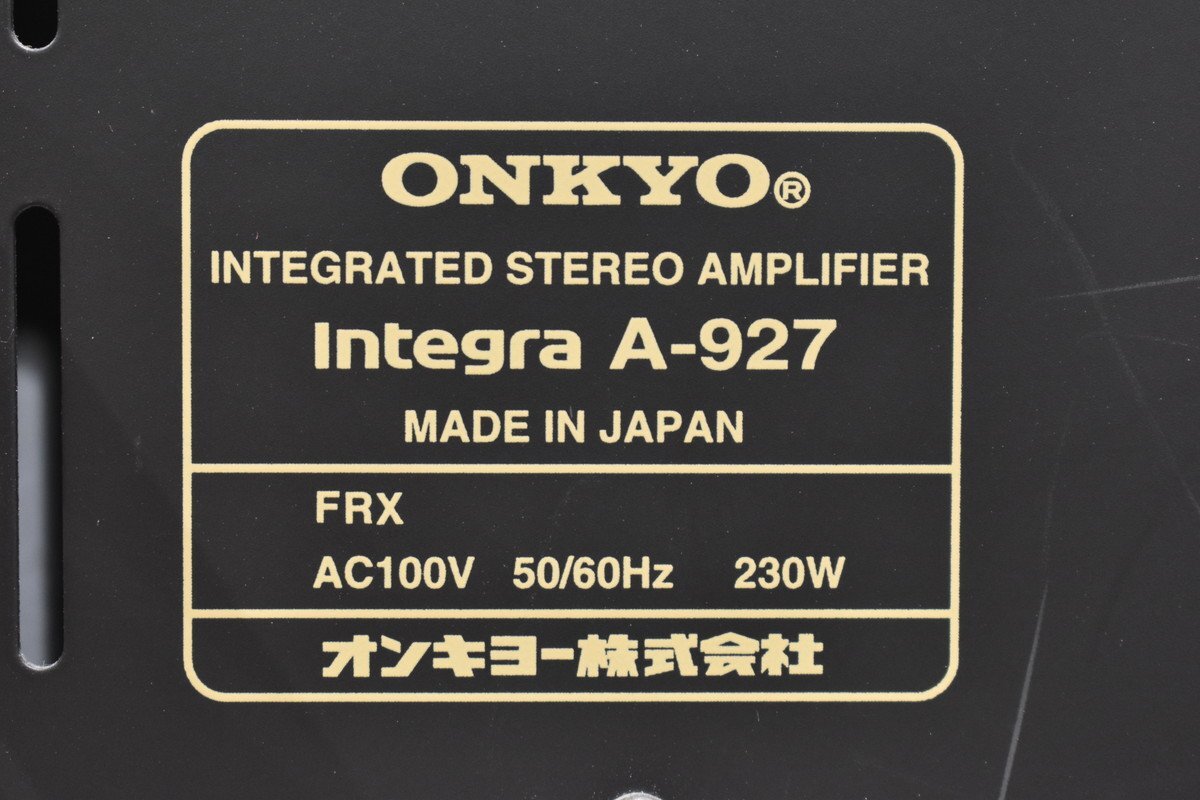 ONKYO®
INTEGRATED STEREO AMPLIFIER
Integra A-927
MADE IN JAPAN
FRX
AC100V 50/60Hz 230W
オンキヨー株式会社